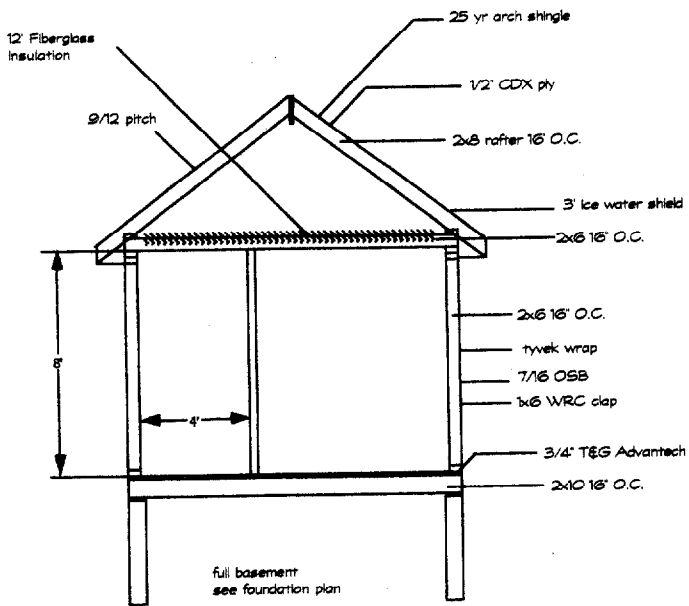 25 yr arch shingle
12' Fiberglass
Insulation
1/2" CDX ply
9/12 pitch
2x8 rafter 16" O.C.
3' Ice water shield
2x6 16" O.C.
2x6 16" O.C.
8'
tyvek wrap
7/16 OSB
1x6 WRC clap
4'
3/4" T&G Advantech
2x10 16" O.C.
full basement
see foundation plan